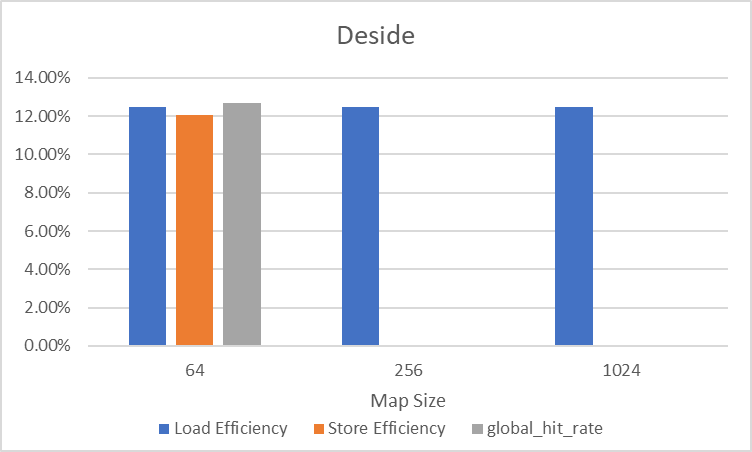 Deside
14.00%
12.00%
10.00%
8.00%
6.00%
4.00%
2.00%
0.00%
64 256 1024
Map Size
Load Efficiency Store Efficiency global_hit_rate